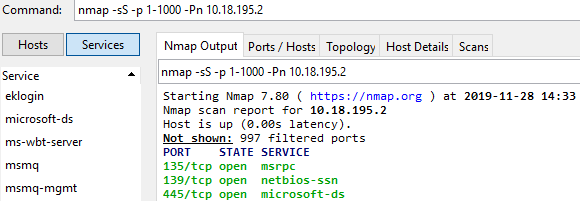 Command: nmap -sS -p 1-1000 -Pn 10.18.195.2
Hosts Services
Nmap Output Ports / Hosts Topology Host Details Scans
Service
eklogin
microsoft-ds
ms-wbt-server
msmq
msmq-mgmt
nmap -sS -p 1-1000 -Pn 10.18.195.2
Starting Nmap 7.80 ( https://nmap.org ) at 2019-11-28 14:33
Nmap scan report for 10.18.195.2
Host is up (0.00s latency).
Not shown: 997 filtered ports
PORT STATE SERVICE
135/tcp open msrpc
139/tcp open netbios-ssn
445/tcp open microsoft-ds